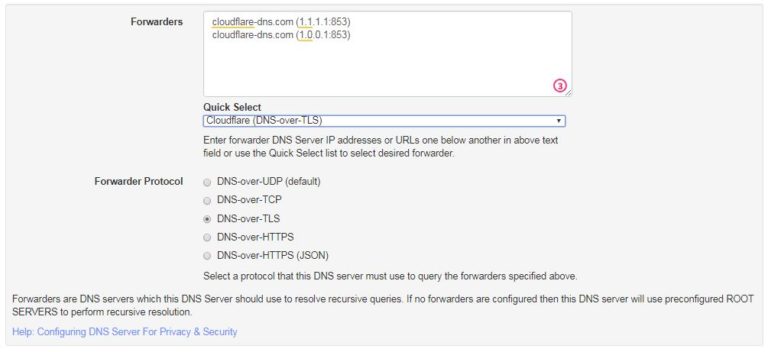 Forwarders
cloudflare-dns.com (1.1.1.1:853)
cloudflare-dns.com (1.0.0.1:853)
3
Quick Select
Cloudflare (DNS-over-TLS)
Enter forwarder DNS Server IP addresses or URLs one below another in above text
field or use the Quick Select list to select desired forwarder.
Forwarder Protocol
DNS-over-UDP (default)
DNS-over-TCP
DNS-over-TLS
DNS-over-HTTPS
DNS-over-HTTPS (JSON)
Select a protocol that this DNS server must use to query the forwarders specified above.
Forwarders are DNS servers which this DNS Server should use to resolve recursive queries. If no forwarders are configured then this DNS server will use preconfigured ROOT
SERVERS to perform recursive resolution.
Help: Configuring DNS Server For Privacy & Security